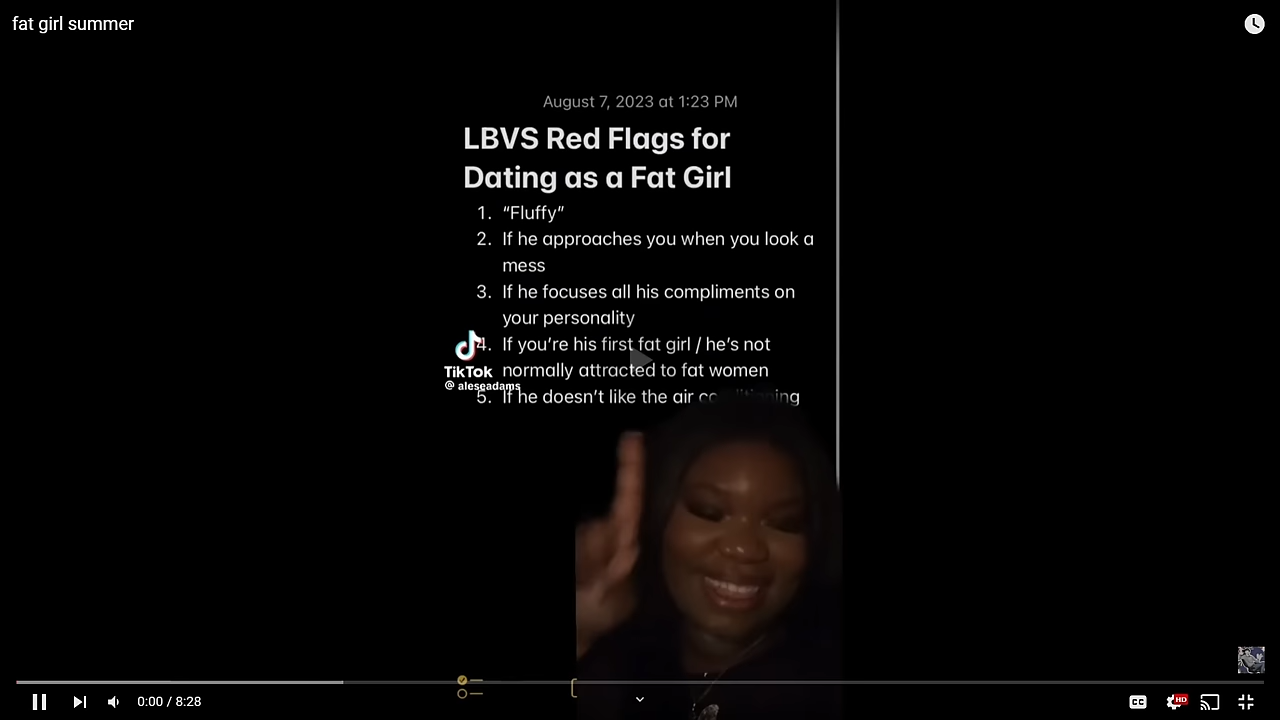 fat girl summer
August 7, 2023 at 1:23 PM
LBVS Red Flags for
Dating as a Fat Girl
1. “Fluffy”
2. If he approaches you when you look a
mess
3. If he focuses all his compliments on
your personality
4. If you’re his first fat girl / he’s not
normally attracted to fat women
5. If he doesn’t like the air conditioning
TikTok
@ aleseadams
0:00 / 8:28
CC
HD